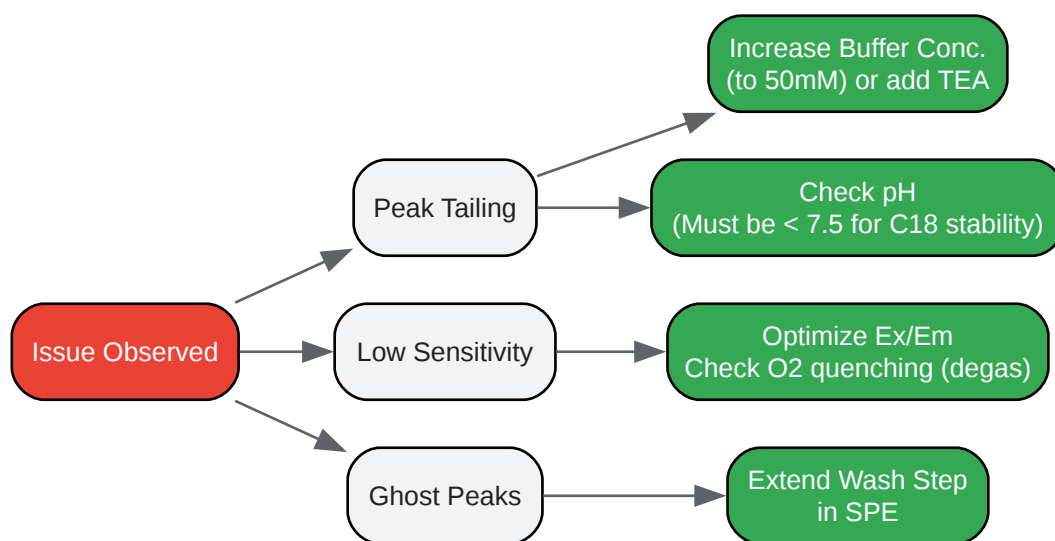 Increase Buffer Conc.
(to 50mM) or add TEA
Peak Tailing
Check pH
(Must be < 7.5 for C18 stability)
Issue Observed
Low Sensitivity
Optimize Ex/Em
Check O2 quenching (degas)
Ghost Peaks
Extend Wash Step
in SPE